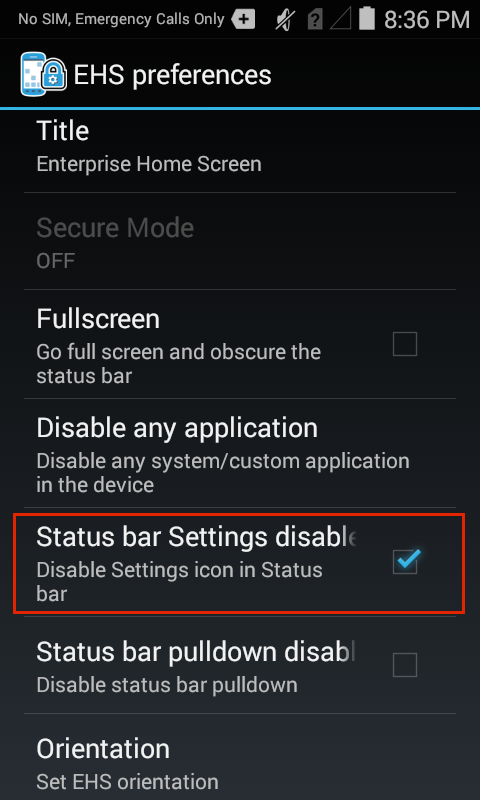 No SIM, Emergency Calls Only 8:36 PM
EHS preferences
Title
Enterprise Home Screen
Secure Mode
OFF
Fullscreen
Go full screen and obscure the
status bar
Disable any application
Disable any system/custom application
in the device
Status bar Settings disable
Disable Settings icon in Status
bar
Status bar pulldown disabl
Disable status bar pulldown
Orientation
Set EHS orientation